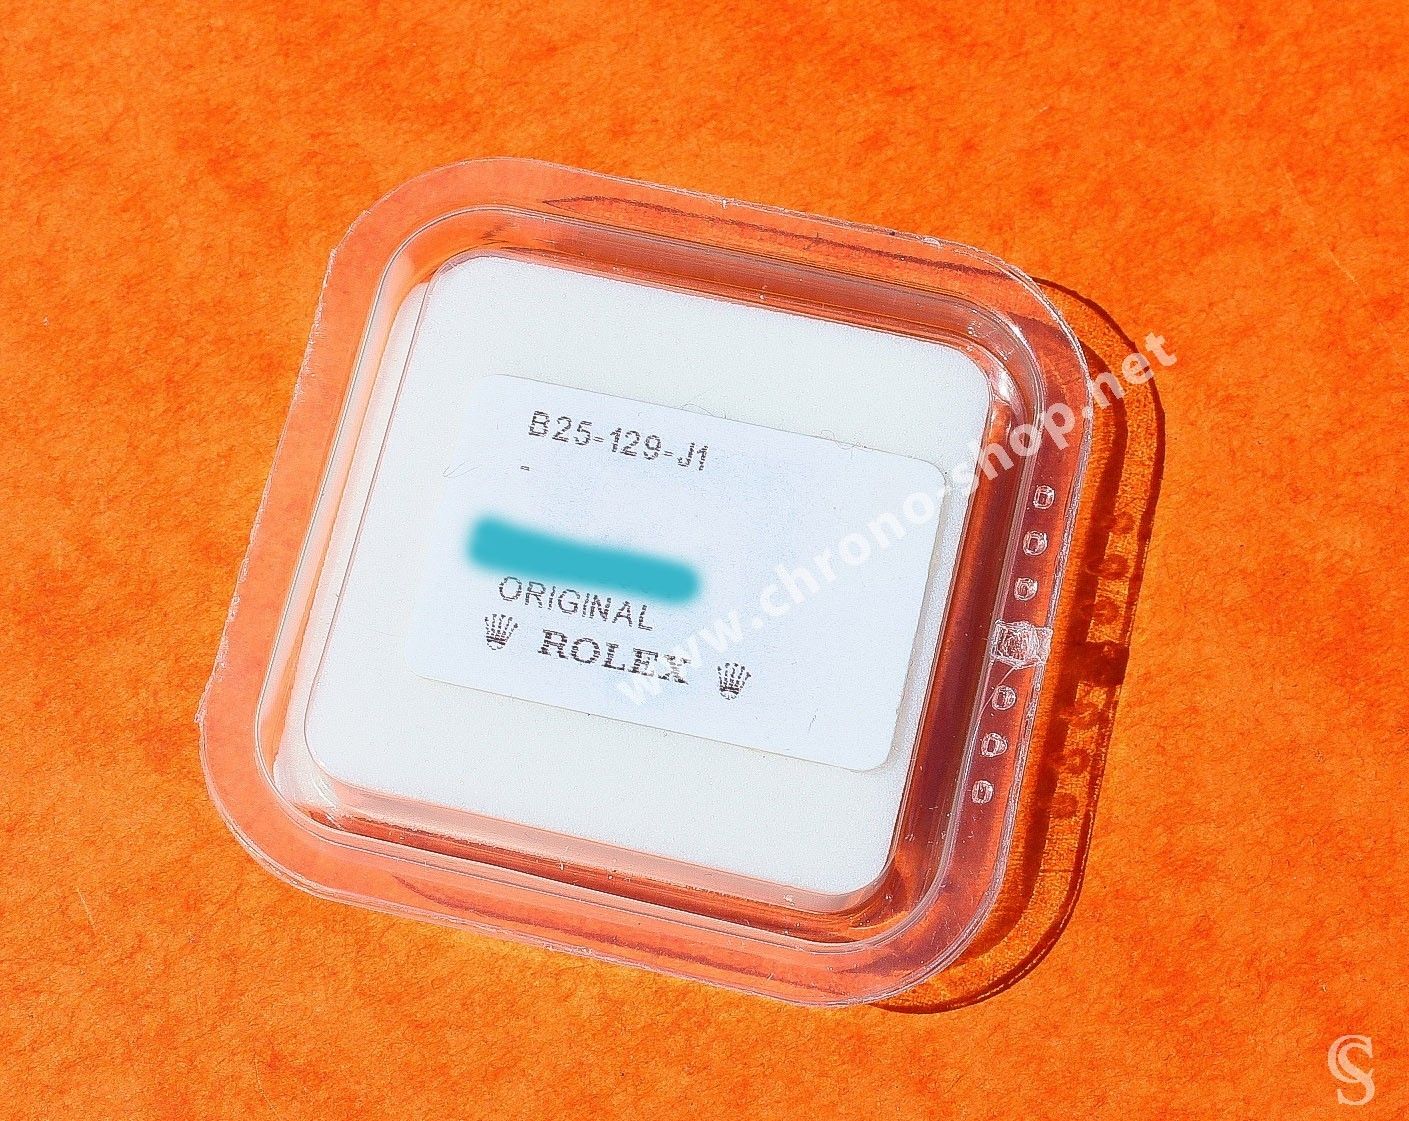 B25-129-J1
-
ORIGINAL
ROLEX
www.chrono-shop.net